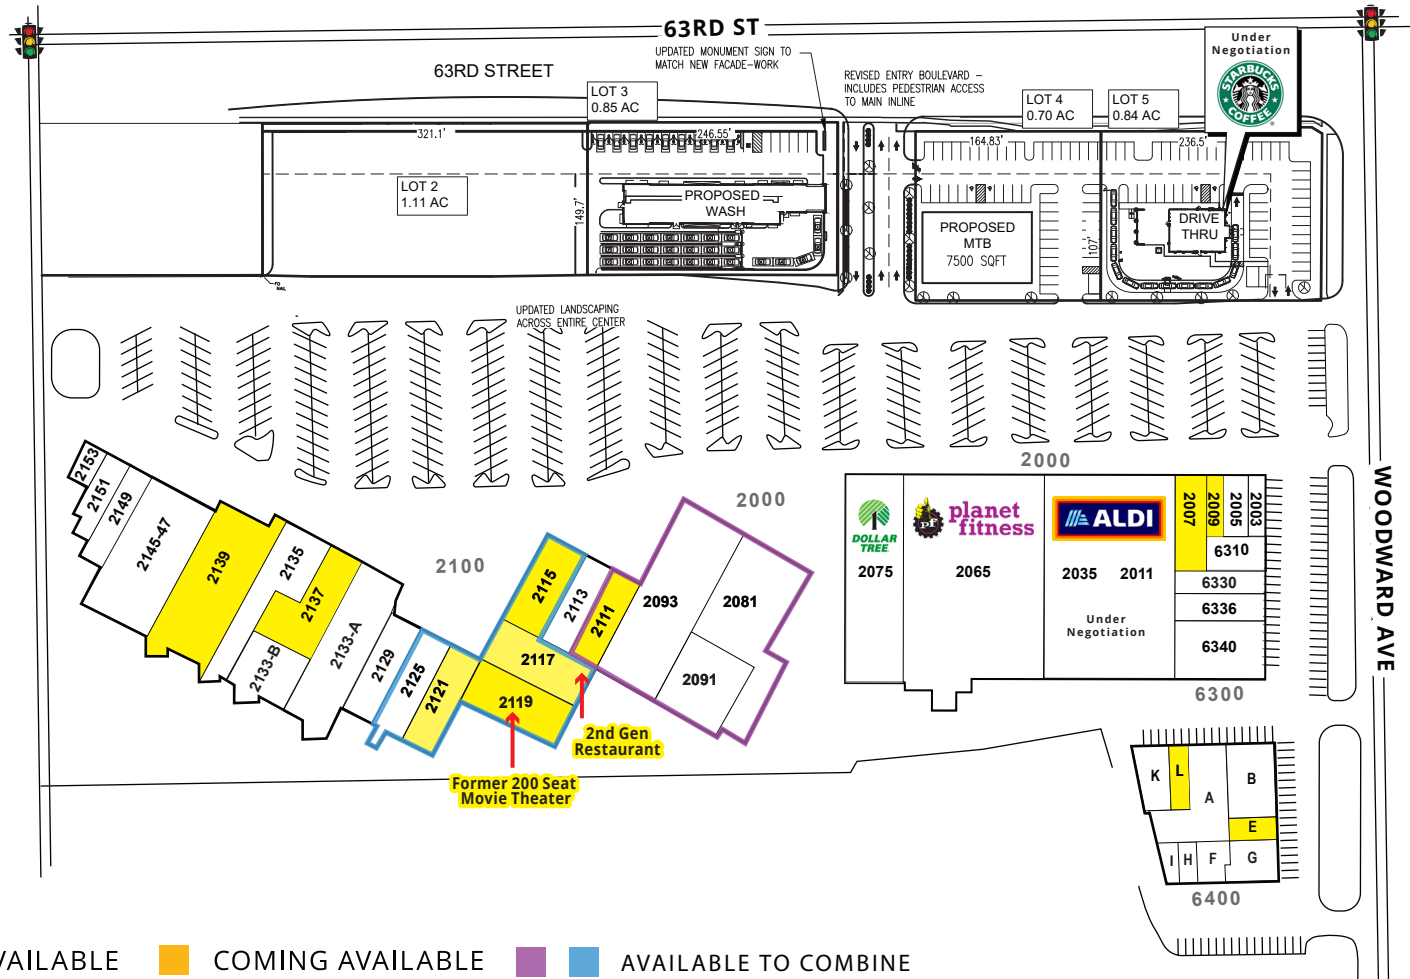 63RD ST
UPDATED MONUMENT SIGN TO
MATCH NEW FACADE-WORK
63RD STREET
REVISED ENTRY BOULEVARD -
INCLUDES PEDESTRIAN ACCESS
TO MAIN INLINE
Under
Negotiation
STARBUCKS
COFFEE
LOT 3
0.85 AC
LOT 4
0.70 AC
LOT 5
0.84 AC
321.1'
246.55'
164.83'
236.5'
LOT 2
1.11 AC
149.7'
PROPOSED
WASH
PROPOSED
MTB
7500 SQFT
107'
DRIVE
THRU
UPDATED LANDSCAPING
ACROSS ENTIRE CENTER
2000
WOODWARD AVE
2153
2151
2149
2145-47
2139
2135
2137
2133-B
2133-A
2129
2125
2121
2100
2115
2113
2111
2117
2119
2000
2093
2081
2091
2nd Gen
Restaurant
Former 200 Seat
Movie Theater
DOLLAR
TREE
2075
pf
planet
fitness
2065
ALDI
2035 2011
Under
Negotiation
2007
2009
2005
2003
6310
6330
6336
6340
6300
K
L
A
B
E
I
H
F
G
6400
VAILABLE
COMING AVAILABLE
AVAILABLE TO COMBINE